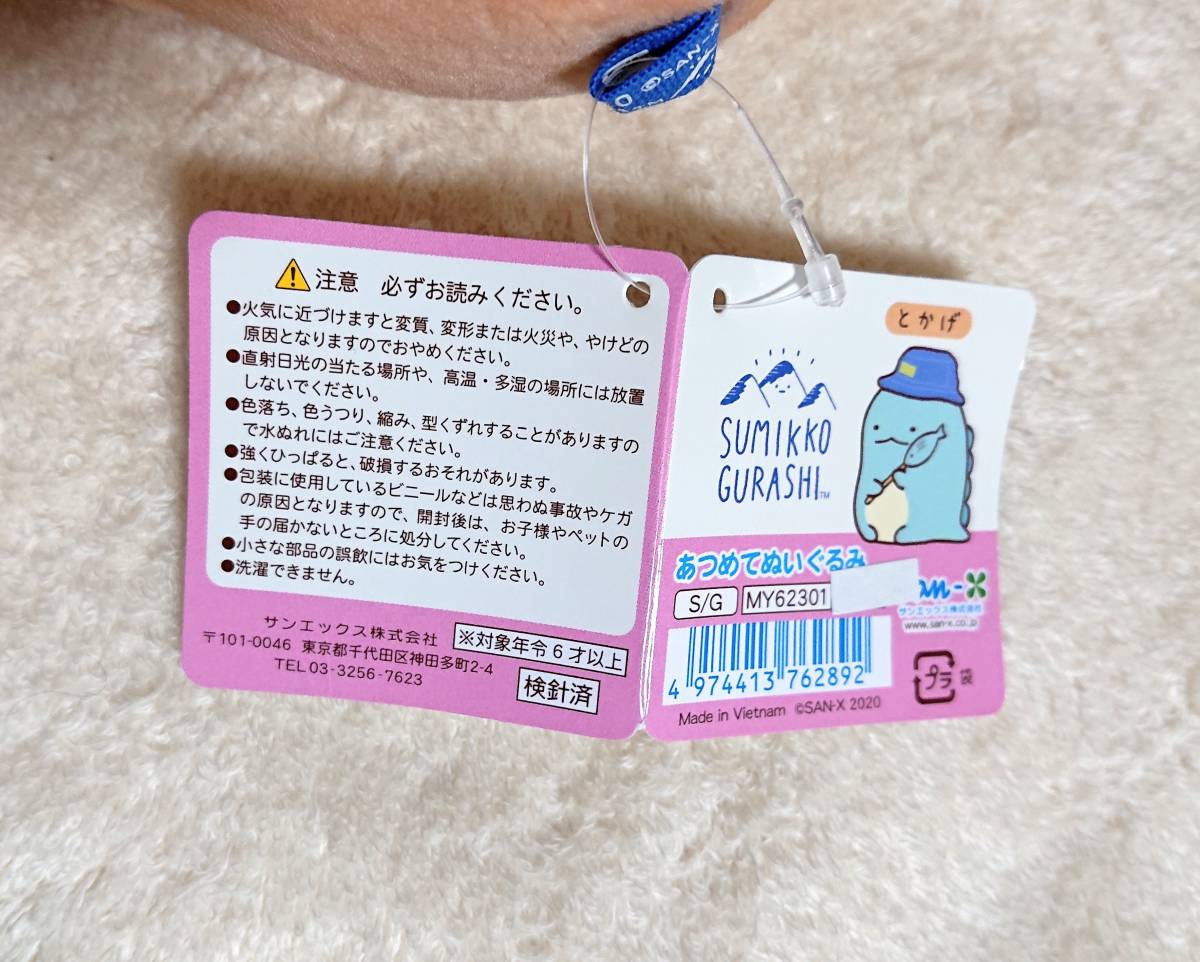 ©SAN-
注意 必ずお読みください。
●火気に近づけますと変質、変形または火災や、やけどの
原因となりますのでおやめください。
●直射日光の当たる場所や、高温・多湿の場所には放置
しないでください。
●色落ち、色うつり、縮み、型くずれすることがありますの
で水ぬれにはご注意ください。
●強くひっぱると、破損するおそれがあります。
●包装に使用しているビニールなどは思わぬ事故やケガ
の原因となりますので、開封後は、お子様やペットの
手の届かないところに処分してください。
●小さな部品の誤飲にはお気をつけください。
●洗濯できません。
サンエックス株式会社
〒101-0046 東京都千代田区神田多町2-4
TEL 03-3256-7623
※対象年令6才以上
検針済
とかげ
SUMIKKO
GURASHI™
あつめてぬいぐるみ
S/G MY62301
san-x
サンエックス株式会社
www.san-x.co.jp
4 974413 762892
プラ 袋
Made in Vietnam ©SAN-X 2020